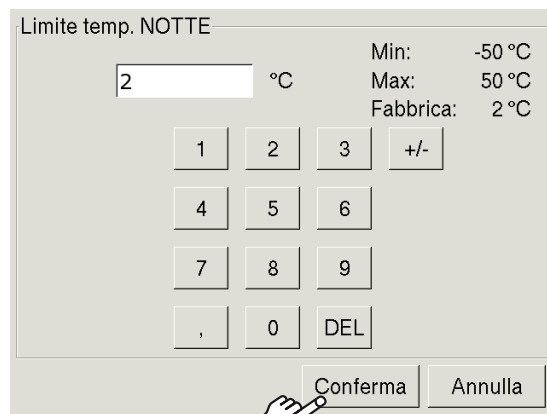 Limite temp. NOTTE
2 °C
Min: -50 °C
Max: 50 °C
Fabbrica: 2 °C
1 2 3 +/-
4 5 6
7 8 9
, 0 DEL
Conferma Annulla